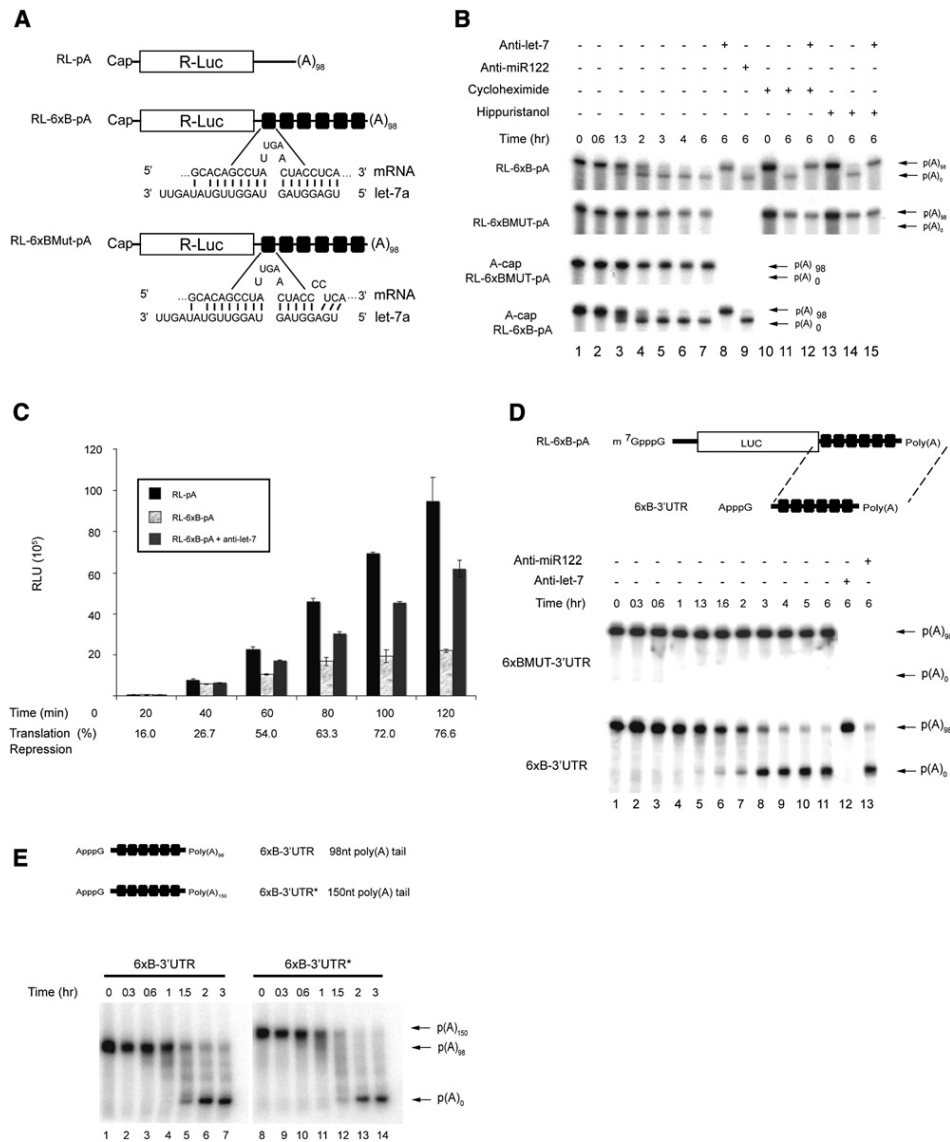 A
RL-pA Cap R-Luc (A)98
RL-6xB-pA Cap R-Luc (A)98
UGA
U A
5' ...GCACAGCCUA CUACCUCA... 3' mRNA
3' UUGAUAUGUUGGAU GAUGGAGU 5' let-7a
RL-6xBMut-pA Cap R-Luc (A)98
UGA CC
U A
5' ...GCACAGCCUA CUACC UCA... 3' mRNA
3' UUGAUAUGUUGGAU GAUGGAGU 5' let-7a
B
Anti-let-7 - - - - - - - + - - - + - - +
Anti-miR122 - - - - - - - - + - - - - - -
Cycloheximide - - - - - - - - - + + + - - -
Hippuristanol - - - - - - - - - - - - + + +
Time (hr) 0 06 13 2 3 4 6 6 6 0 6 6 0 6 6
RL-6xB-pA p(A)98
p(A)0
RL-6xBMUT-pA p(A)98
p(A)0
A-cap
RL-6xBMUT-pA
p(A) 98
p(A) 0
A-cap
RL-6xB-pA
p(A) 98
p(A) 0
1 2 3 4 5 6 7 8 9 10 11 12 13 14 15
C
RLU (10⁵)
120
100
80
60
40
20
RL-pA
RL-6xB-pA
RL-6xB-pA + anti-let-7
Time (min) 0 20 40 60 80 100 120
Translation (%) 16.0 26.7 54.0 63.3 72.0 76.6
Repression
D
RL-6xB-pA m 7GpppG LUC Poly(A)
6xB-3'UTR ApppG Poly(A)
Anti-miR122 - - - - - - - - - - - - +
Anti-let-7 - - - - - - - - - - - + -
Time (hr) 0 03 06 1 13 16 2 3 4 5 6 6 6
6xBMUT-3'UTR
p(A)98
p(A)0
6xB-3'UTR
p(A)98
p(A)0
1 2 3 4 5 6 7 8 9 10 11 12 13
E
ApppG Poly(A)98 6xB-3'UTR 98nt poly(A) tail
ApppG Poly(A)150 6xB-3'UTR* 150nt poly(A) tail
6xB-3'UTR 6xB-3'UTR*
Time (hr) 0 03 06 1 1.5 2 3 0 03 06 1 1.5 2 3
p(A)150
p(A)98
p(A)0
1 2 3 4 5 6 7 8 9 10 11 12 13 14